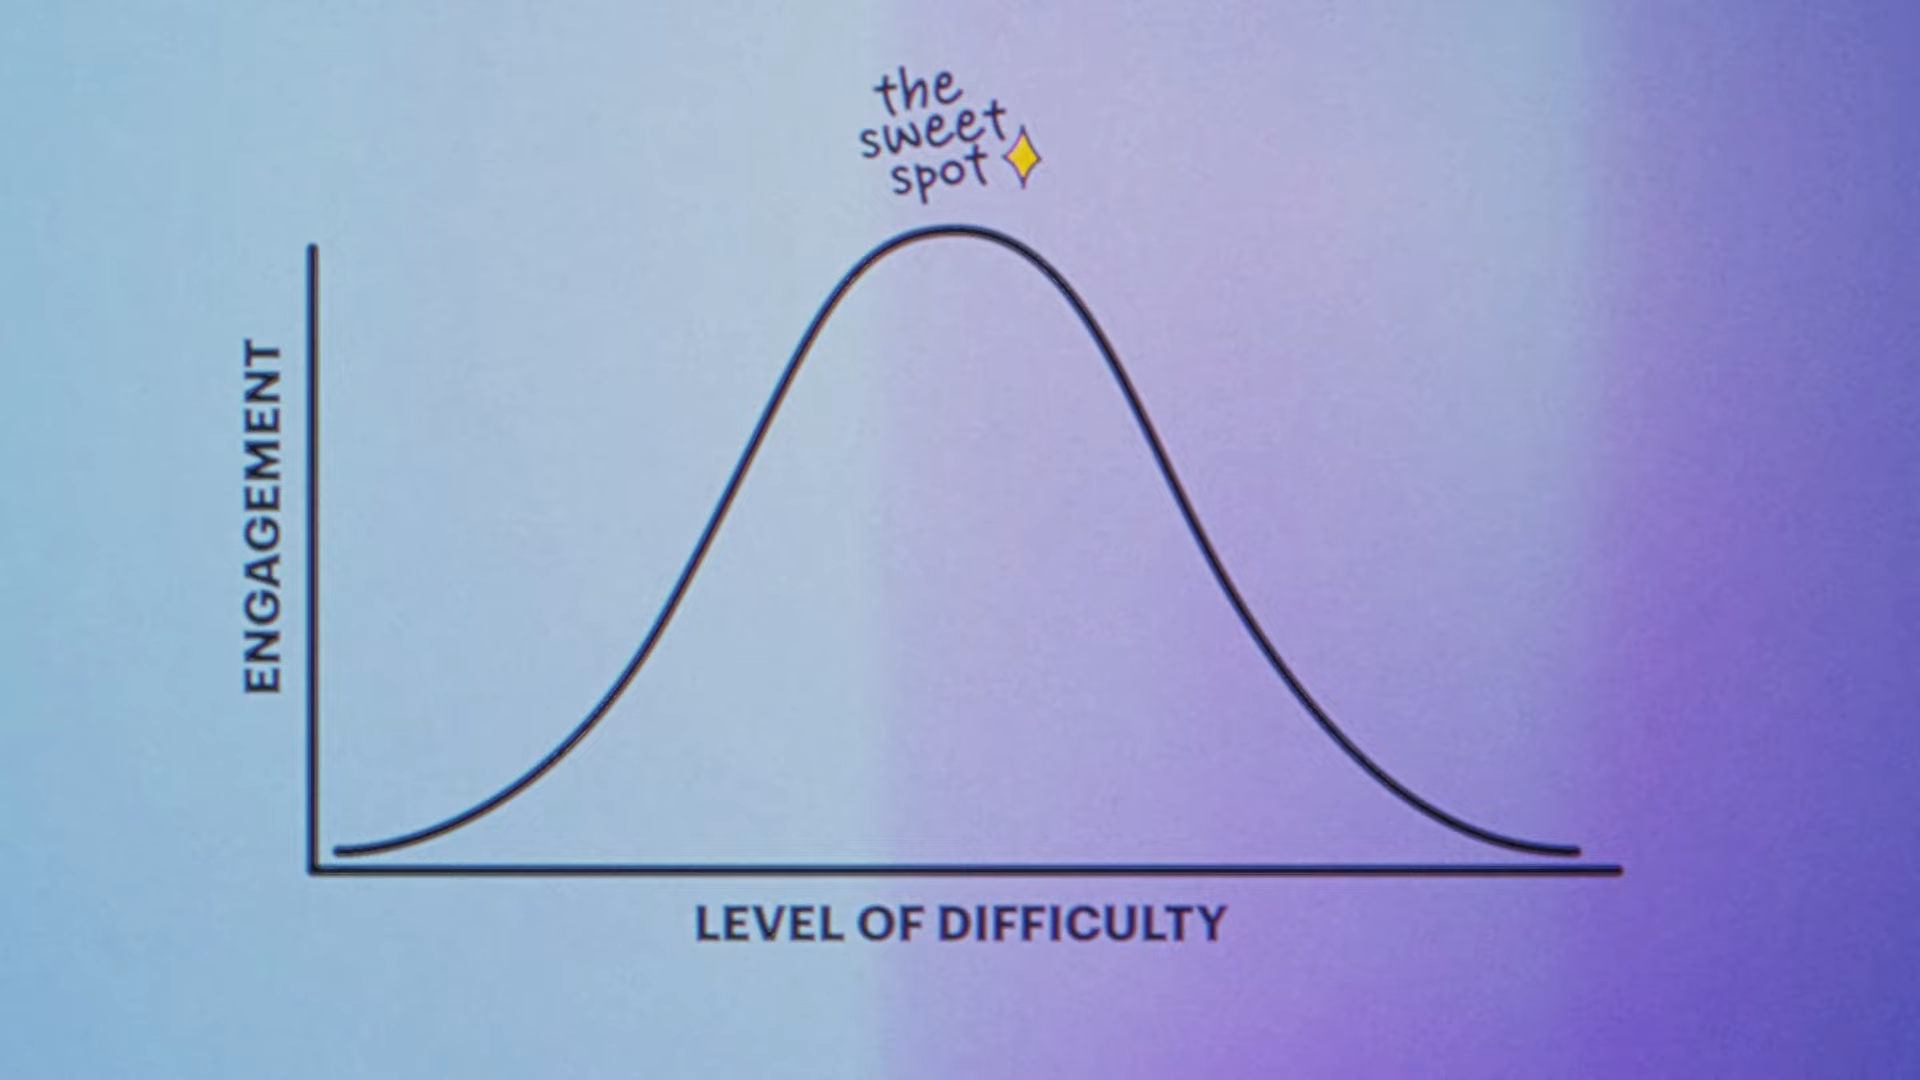 the
sweet
spot
ENGAGEMENT
LEVEL OF DIFFICULTY